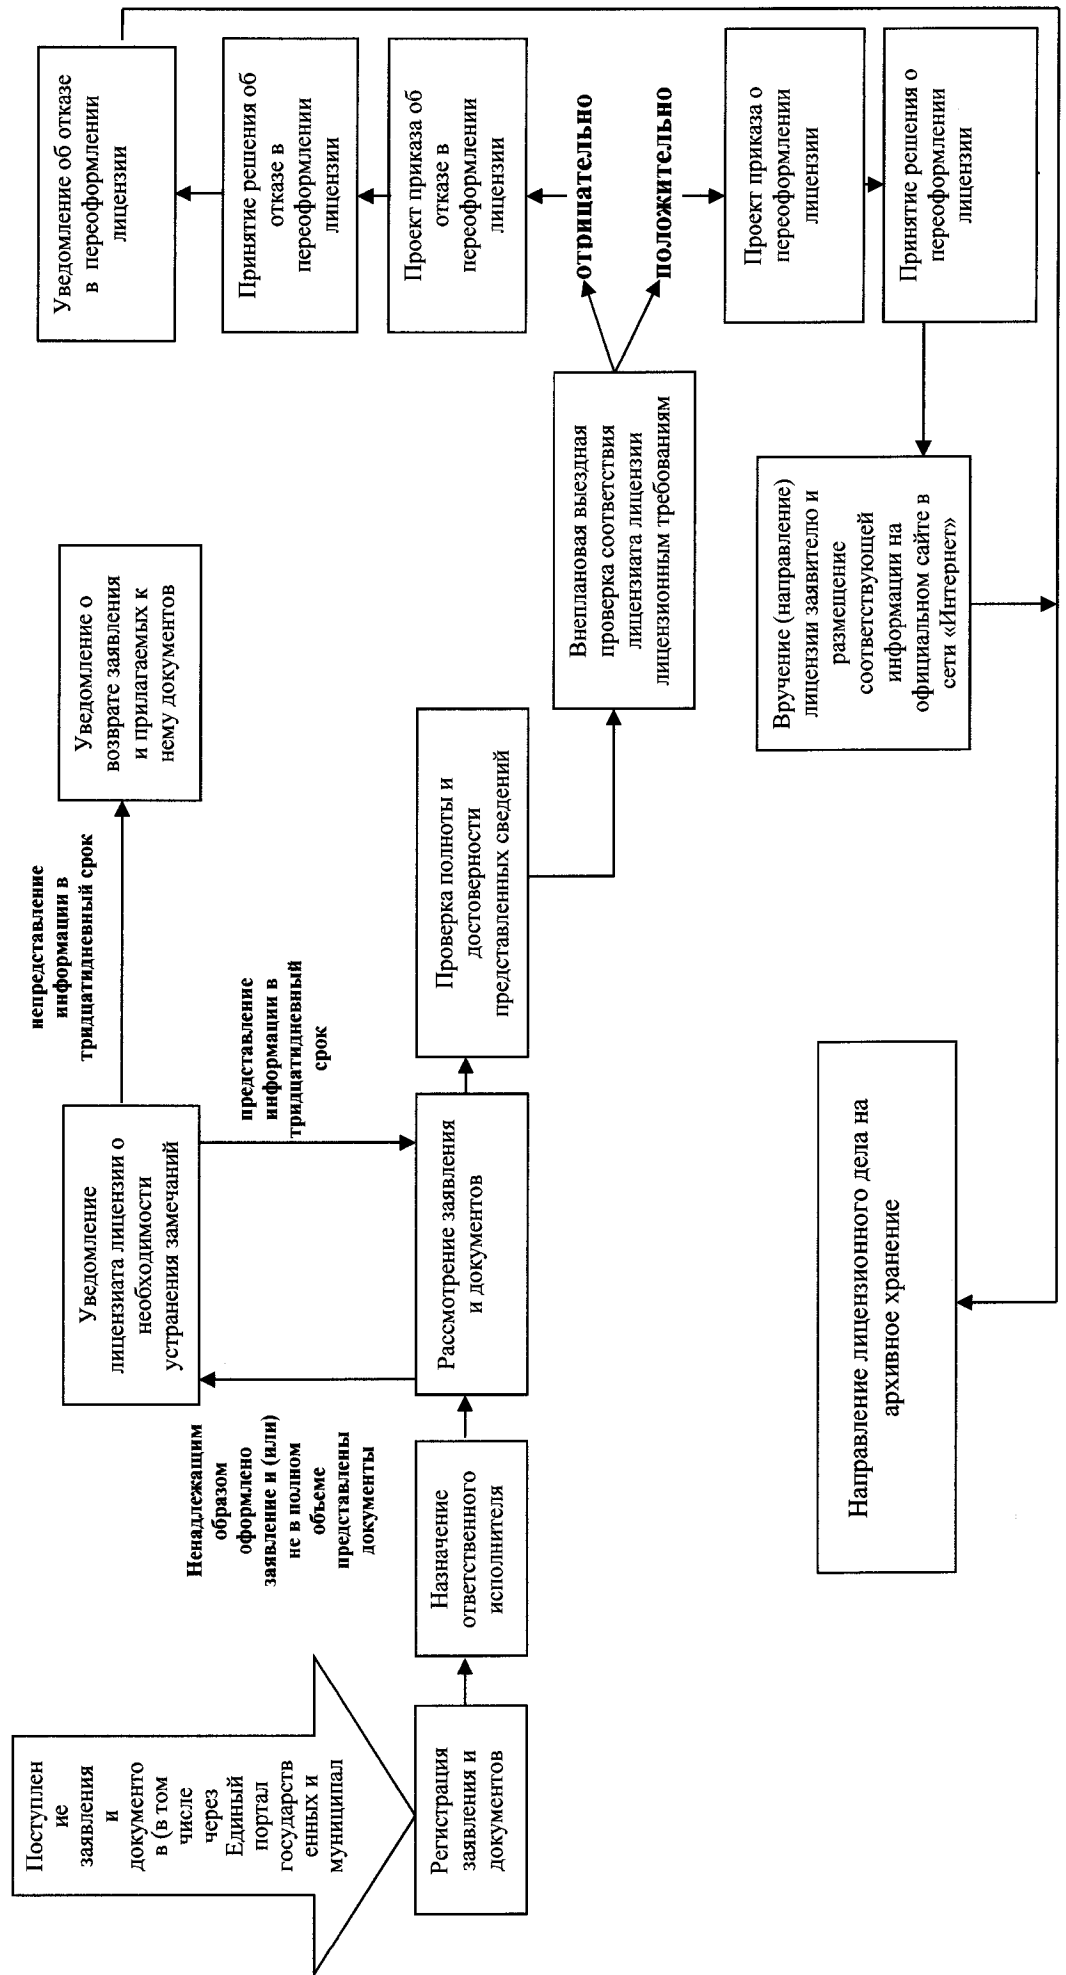 Поступлен
ие
заявления
и
документо
в (в том
числе
через
Единый
портал
государств
енных и
муниципал
Регистрация
заявления и
документов
Назначение
ответственного
исполнителя
Ненадлежащим
образом
оформлено
заявление и (или)
не в полном
объеме
представлены
документы
Рассмотрение заявления
и документов
Уведомление
лицензиата лицензии о
необходимости
устранения замечаний
представление
информации в
тридцатидневный
срок
непредставление
информации в
тридцатидневный срок
Уведомление о
возврате заявления
и прилагаемых к
нему документов
Проверка полноты и
достоверности
представленных сведений
Внеплановая выездная
проверка соответствия
лицензиата лицензии
лицензионным требованиям
отрицательно
положительно
Проект приказа об
отказе в
переоформлении
лицензии
Принятие решения об
отказе в
переоформлении
лицензии
Уведомление об отказе
в переоформлении
лицензии
Проект приказа о
переоформлении
лицензии
Принятие решения о
переоформлении
лицензии
Вручение (направление)
лицензии заявителю и
размещение
соответствующей
информации на
официальном сайте в
сети «Интернет»
Направление лицензионного дела на
архивное хранение